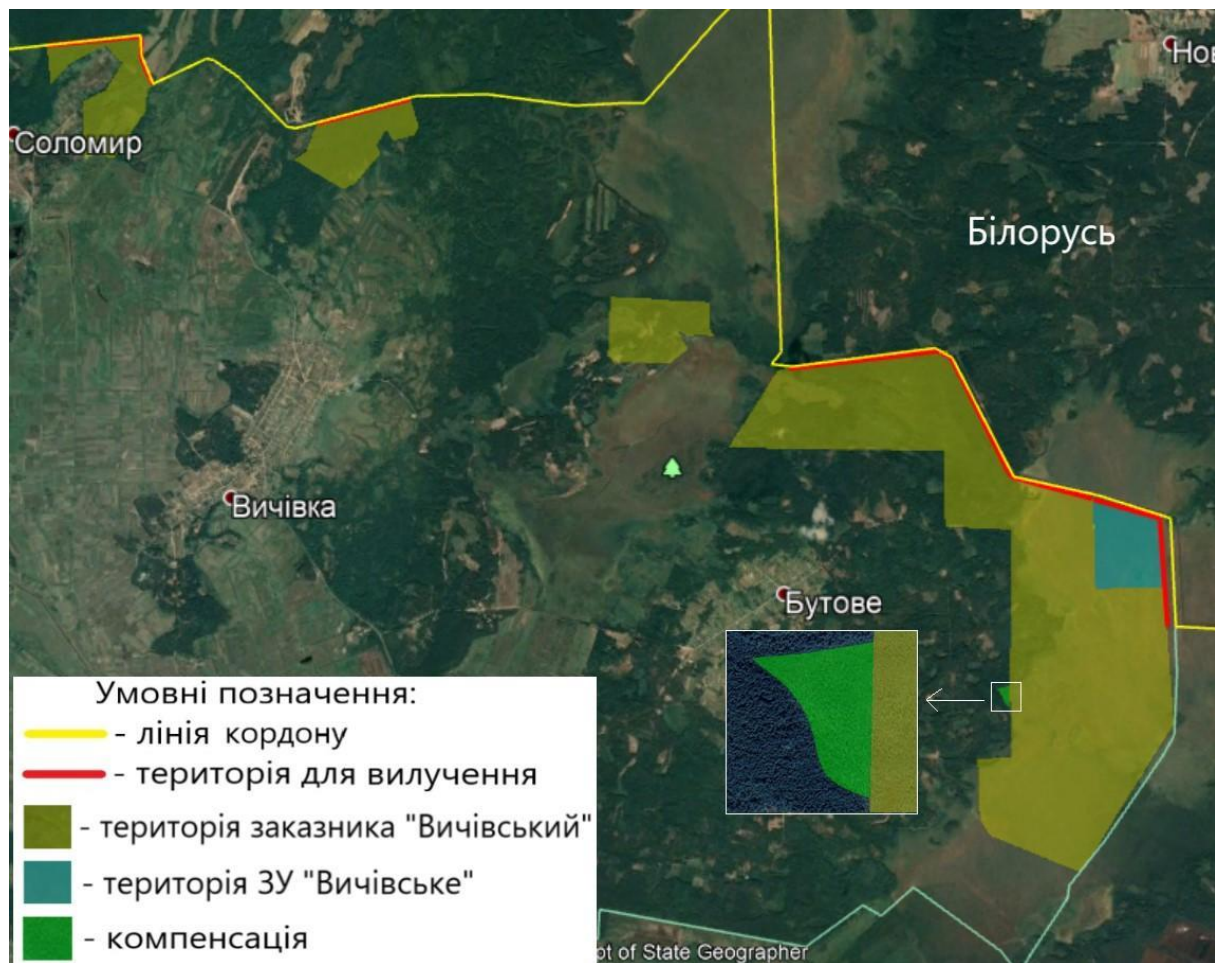 Нов
Соломир
Білорусь
Вичівка
Бутове
Умовні позначення:
- лінія кордону
- територія для вилучення
- територія заказника "Вичівський"
- територія ЗУ "Вичівське"
- компенсація
pt of State Geographer